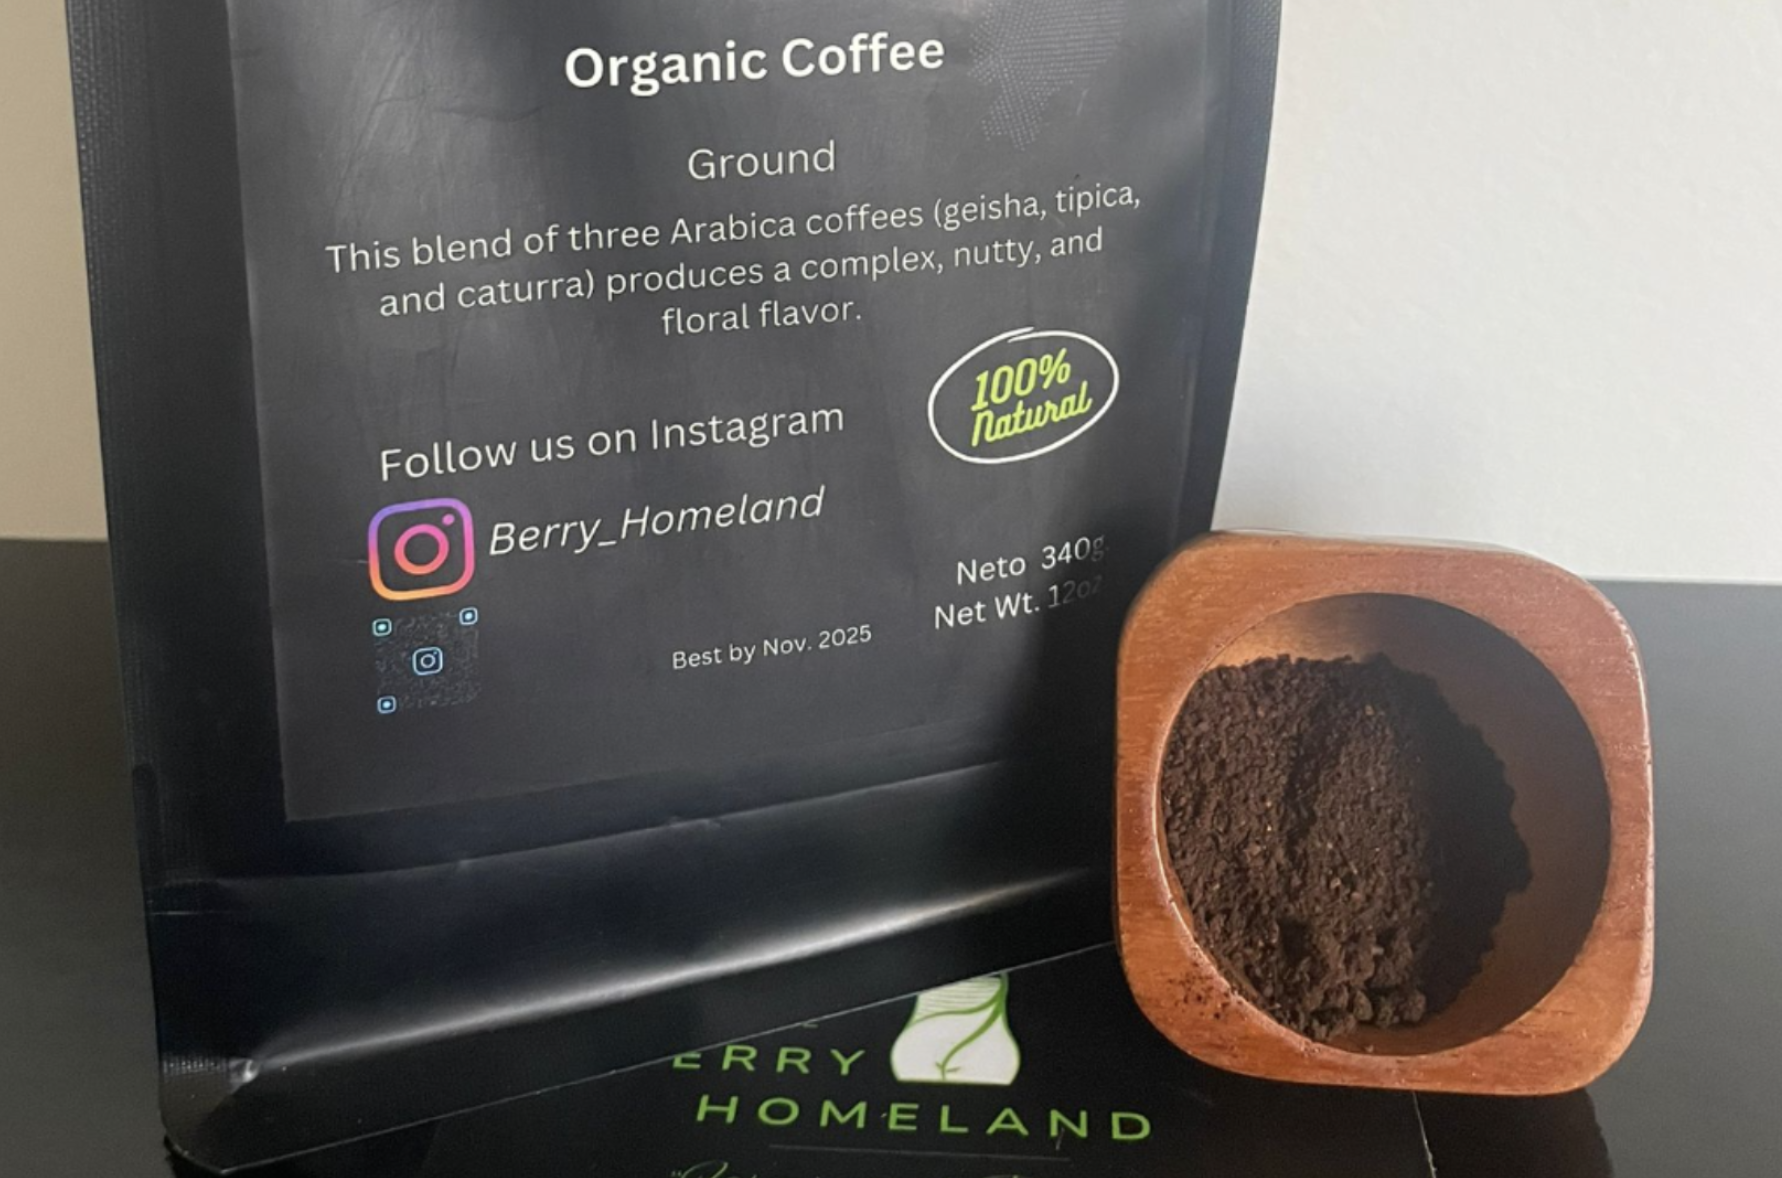 Organic Coffee
Ground
This blend of three Arabica coffees (geisha, tipica,
and caturra) produces a complex, nutty, and
floral flavor.
100%
Natural
Follow us on Instagram
Berry_Homeland
Neto 340g.
Net Wt. 12oz
Best by Nov. 2025
ERRY
HOMELAND